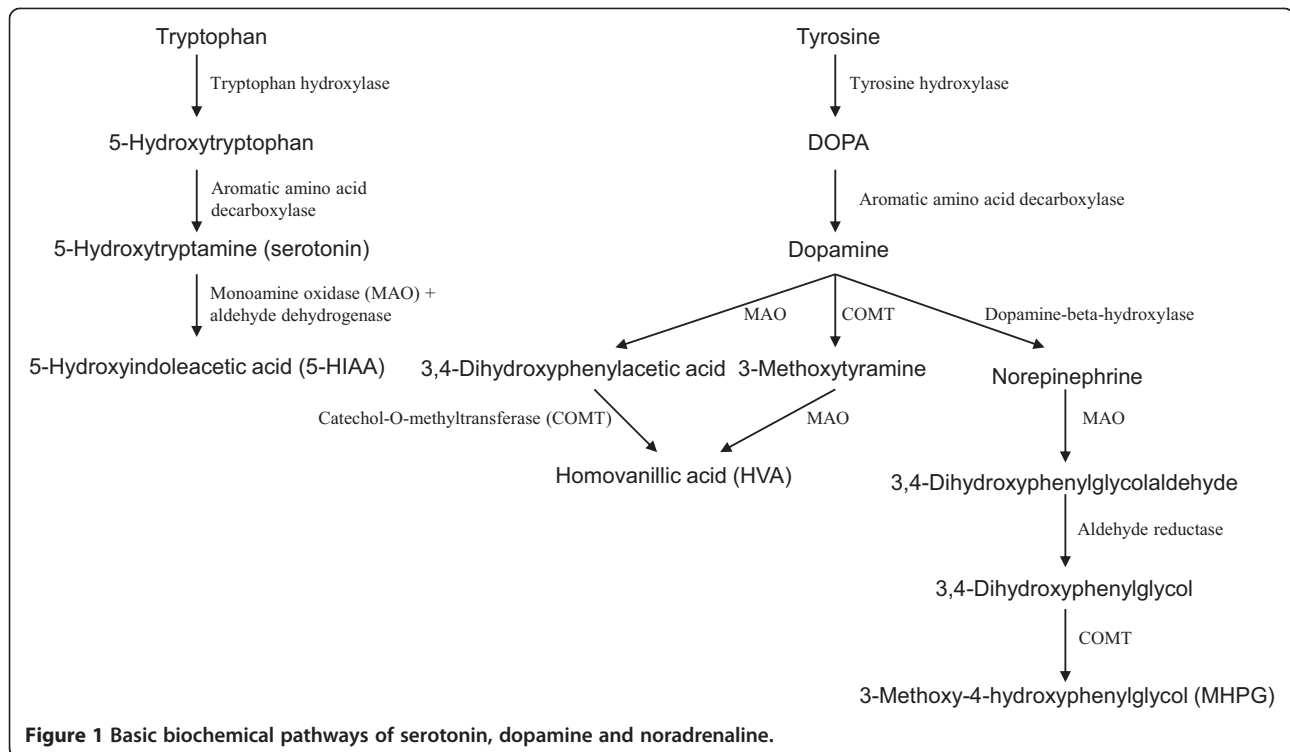 Tryptophan
Tryptophan hydroxylase
5-Hydroxytryptophan
Aromatic amino acid
decarboxylase
5-Hydroxytryptamine (serotonin)
Monoamine oxidase (MAO) +
aldehyde dehydrogenase
5-Hydroxyindoleacetic acid (5-HIAA)
Tyrosine
Tyrosine hydroxylase
DOPA
Aromatic amino acid decarboxylase
Dopamine
MAO
COMT
Dopamine-beta-hydroxylase
3,4-Dihydroxyphenylacetic acid
3-Methoxytyramine
Norepinephrine
Catechol-O-methyltransferase (COMT)
MAO
MAO
Homovanillic acid (HVA)
3,4-Dihydroxyphenylglycolaldehyde
Aldehyde reductase
3,4-Dihydroxyphenylglycol
COMT
3-Methoxy-4-hydroxyphenylglycol (MHPG)
Figure 1 Basic biochemical pathways of serotonin, dopamine and noradrenaline.